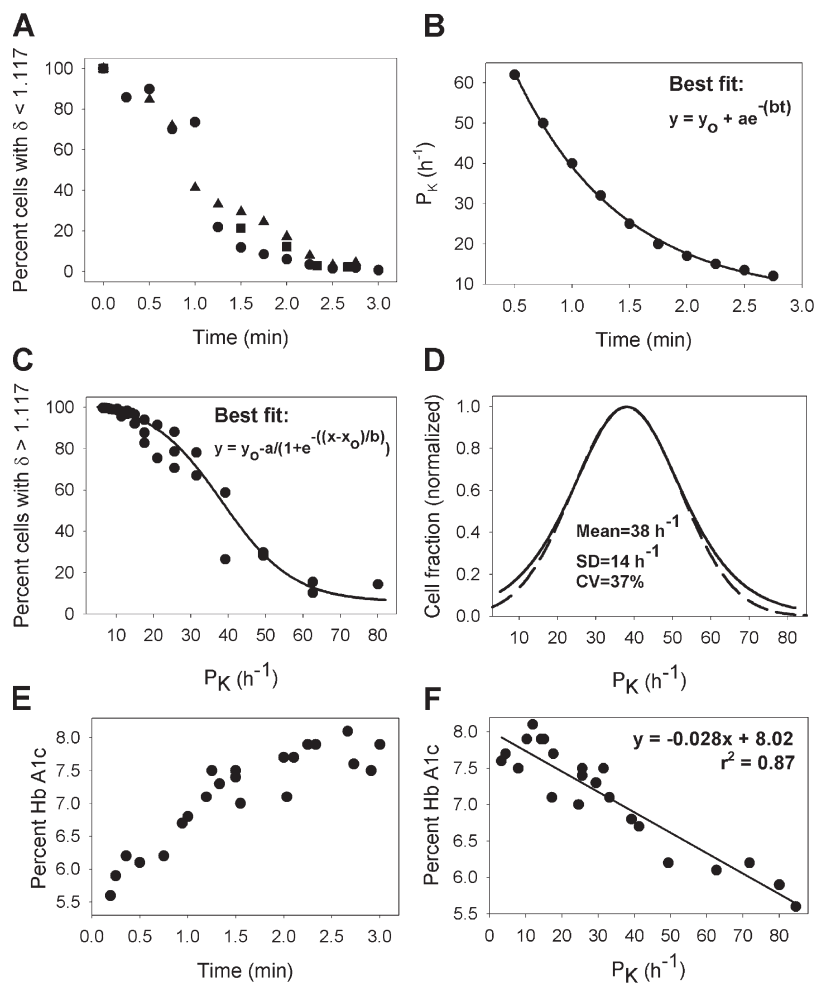 A
Percent cells with δ < 1.117
100
80
60
40
20
0
0.0 0.5 1.0 1.5 2.0 2.5 3.0
Time (min)
B
P_K (h⁻¹)
60
50
40
30
20
10
Best fit:
y = y_o + ae^-(bt)
0.5 1.0 1.5 2.0 2.5 3.0
Time (min)
C
Percent cells with δ > 1.117
100
80
60
40
20
0
Best fit:
y = y_o-a/(1+e^-((x-x_o)/b))
10 20 30 40 50 60 70 80
P_K (h⁻¹)
D
Cell fraction (normalized)
1.0
0.8
0.6
0.4
0.2
0.0
Mean=38 h⁻¹
SD=14 h⁻¹
CV=37%
10 20 30 40 50 60 70 80
P_K (h⁻¹)
E
Percent Hb A1c
8.0
7.5
7.0
6.5
6.0
5.5
0.0 0.5 1.0 1.5 2.0 2.5 3.0
Time (min)
F
Percent Hb A1c
8.0
7.5
7.0
6.5
6.0
5.5
y = -0.028x + 8.02
r² = 0.87
0 10 20 30 40 50 60 70 80
P_K (h⁻¹)